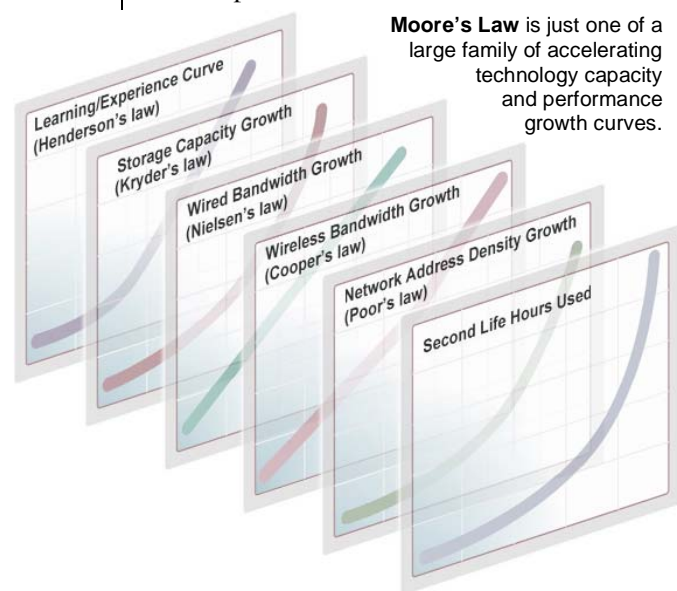 Moore's Law is just one of a
large family of accelerating
technology capacity
and performance
growth curves.
Learning/Experience Curve
(Henderson's law)
Storage Capacity Growth
(Kryder's law)
Wired Bandwidth Growth
(Nielsen's law)
Wireless Bandwidth Growth
(Cooper's law)
Network Address Density Growth
(Poor's law)
Second Life Hours Used